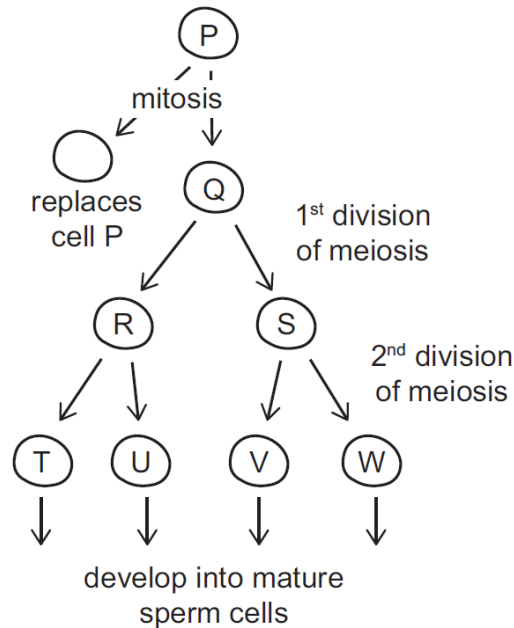 P
mitosis
replaces
cell P
Q
1st division
of meiosis
R
S
2nd division
of meiosis
T
U
V
W
develop into mature
sperm cells